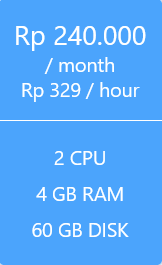 Rp 240.000
/ month
Rp 329 / hour
2 CPU
4 GB RAM
60 GB DISK